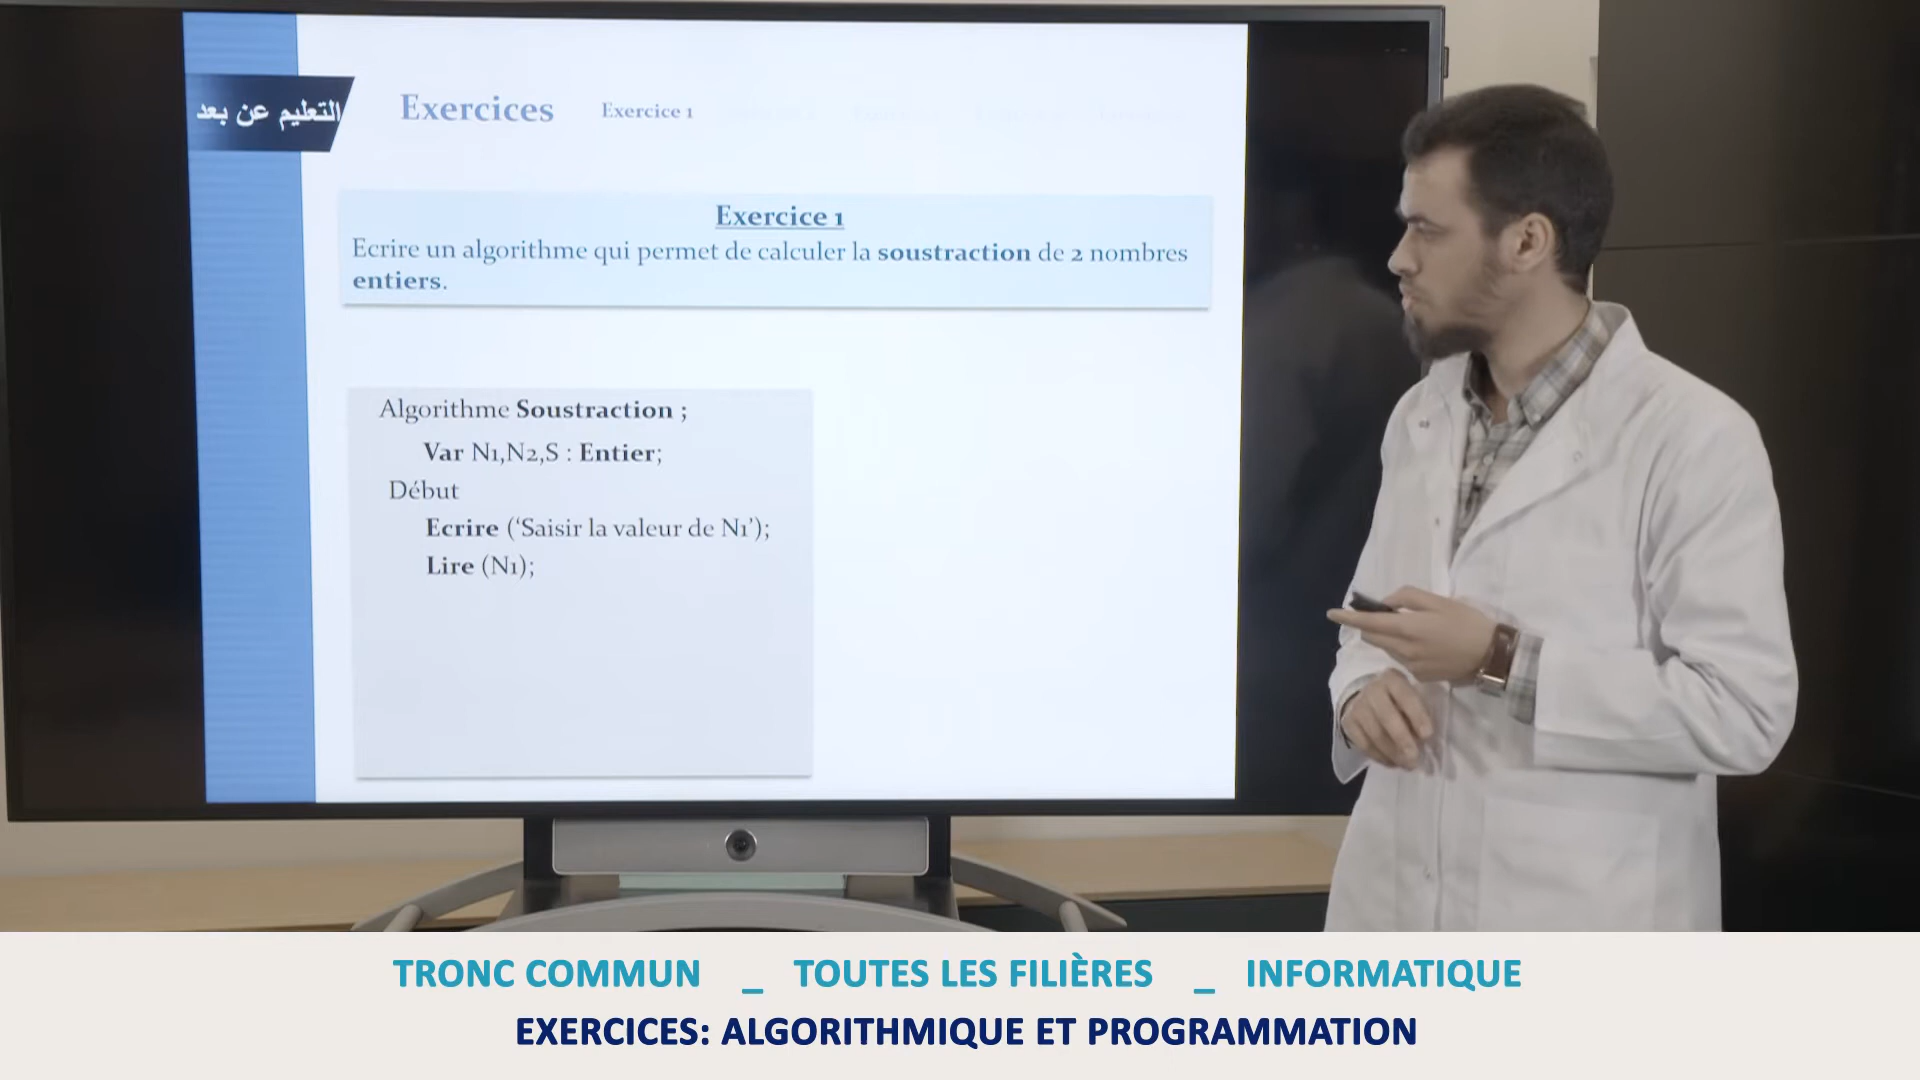 التعليم عن بعد
Exercices
Exercice 1
Exercice 1
Ecrire un algorithme qui permet de calculer la soustraction de 2 nombres
entiers.
Algorithme Soustraction ;
Var N1,N2,S : Entier;
Début
Ecrire (‘Saisir la valeur de N1’);
Lire (N1);
TRONC COMMUN _ TOUTES LES FILIÈRES _ INFORMATIQUE
EXERCICES: ALGORITHMIQUE ET PROGRAMMATION